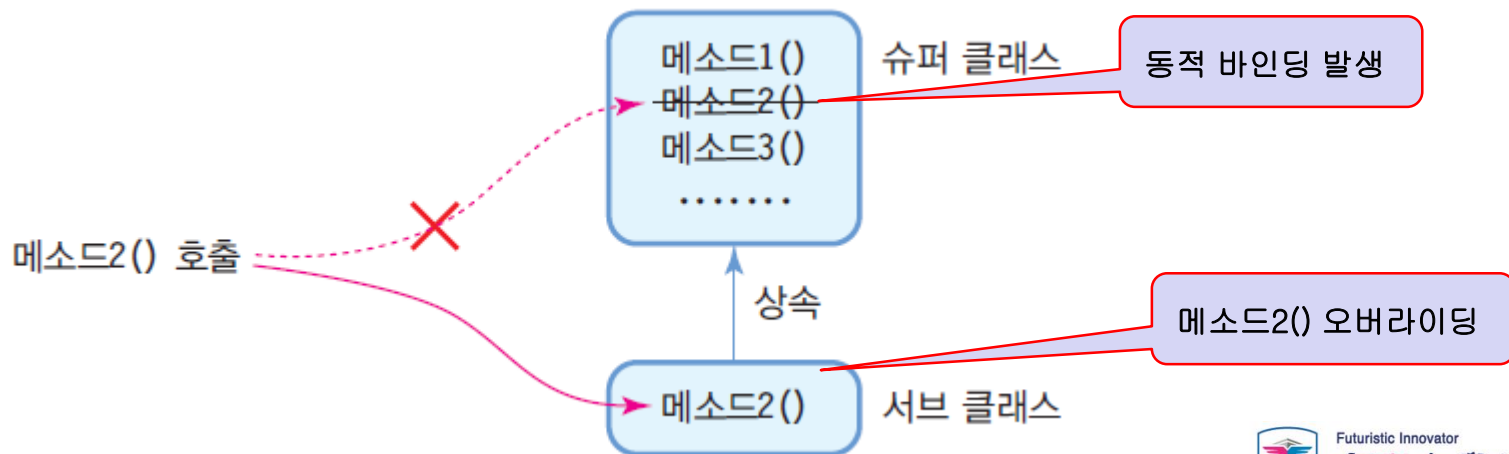 메소드1()
메소드2()
메소드3()
.......
슈퍼 클래스
동적 바인딩 발생
메소드2() 호출
상속
메소드2() 오버라이딩
메소드2()
서브 클래스
Futuristic Innovator